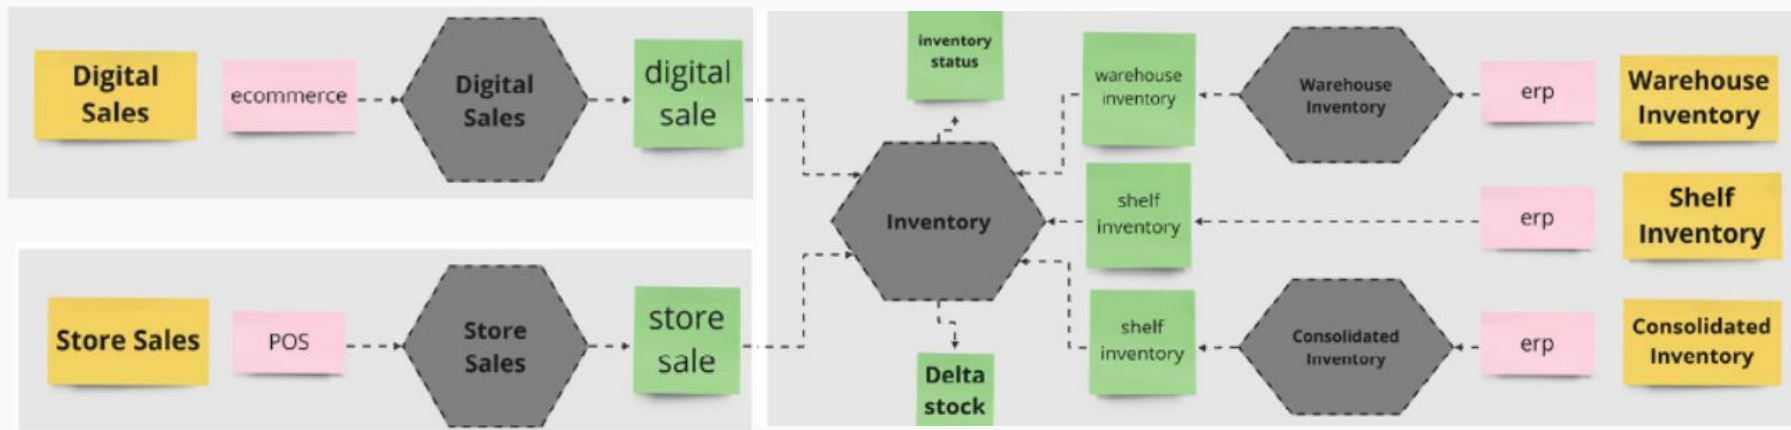 Digital
Sales
ecommerce
Digital
Sales
digital
sale
Store Sales
POS
Store
Sales
store
sale
inventory
status
Inventory
Delta
stock
warehouse
inventory
Warehouse
Inventory
erp
Warehouse
Inventory
shelf
inventory
erp
Shelf
Inventory
shelf
inventory
Consolidated
Inventory
erp
Consolidated
Inventory